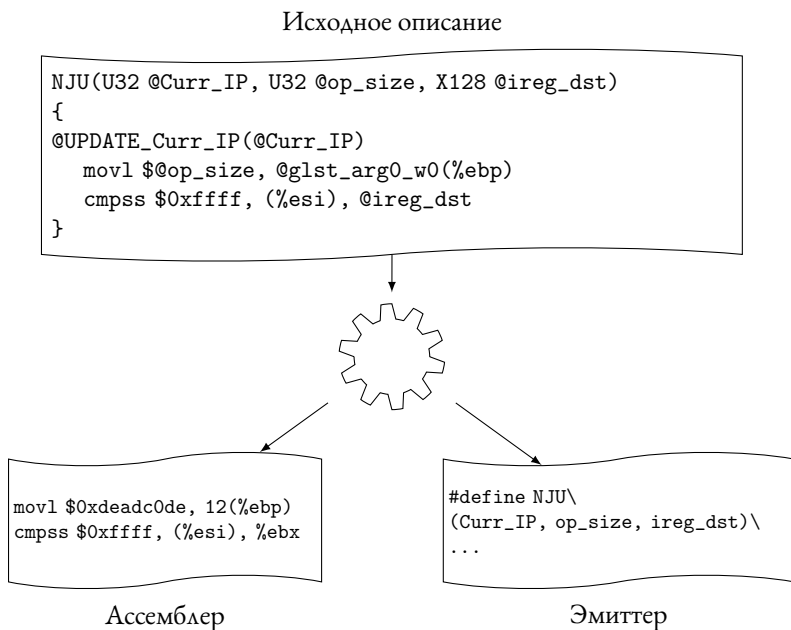 Исходное описание
NJU(U32 @Curr_IP, U32 @op_size, X128 @ireg_dst)
{
@UPDATE_Curr_IP(@Curr_IP)
movl $@op_size, @glst_arg0_w0(%ebp)
cmpss $0xffff, (%esi), @ireg_dst
}
movl $0xdeadc0de, 12(%ebp)
cmpss $0xffff, (%esi), %ebx
Ассемблер
#define NJU\
(Curr_IP, op_size, ireg_dst)\
...
Эмиттер